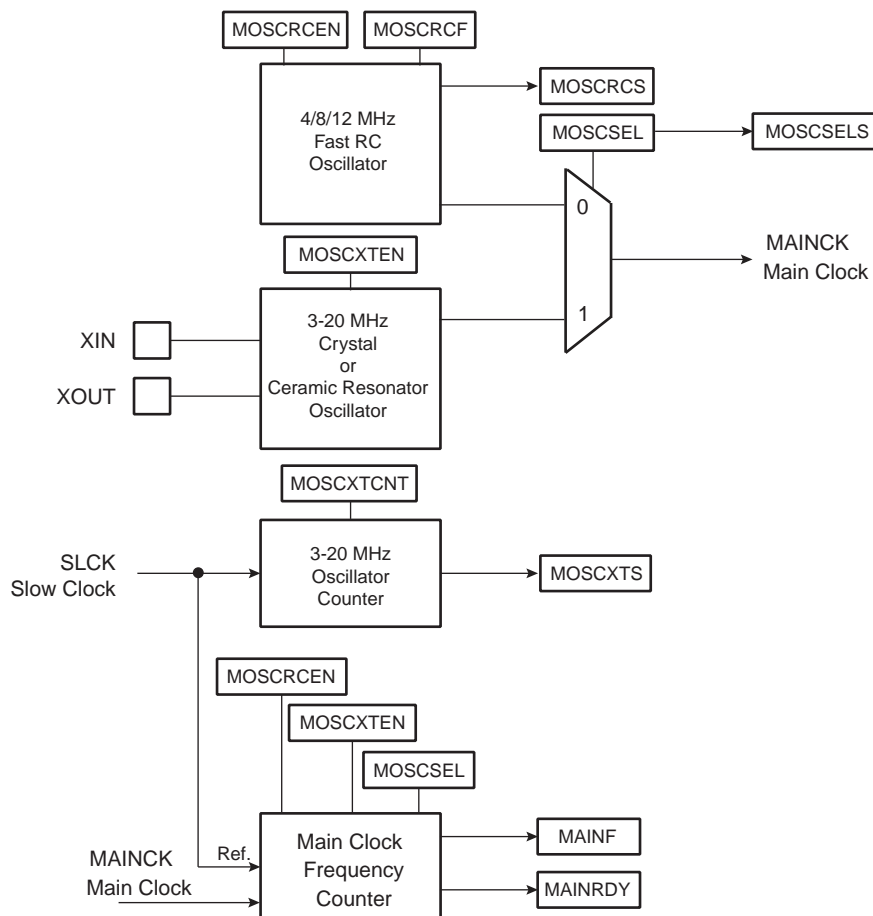 MOSCRCEN
MOSCRCF
4/8/12 MHz
Fast RC
Oscillator
MOSCRCS
MOSCSEL
MOSCSELS
0
MAINCK
Main Clock
MOSCXTEN
3-20 MHz
Crystal
or
Ceramic Resonator
Oscillator
1
XIN
XOUT
MOSCXTCNT
3-20 MHz
Oscillator
Counter
SLCK
Slow Clock
MOSCXTS
MOSCRCEN
MOSCXTEN
MOSCSEL
Main Clock
Frequency
Counter
Ref.
MAINCK
Main Clock
MAINF
MAINRDY